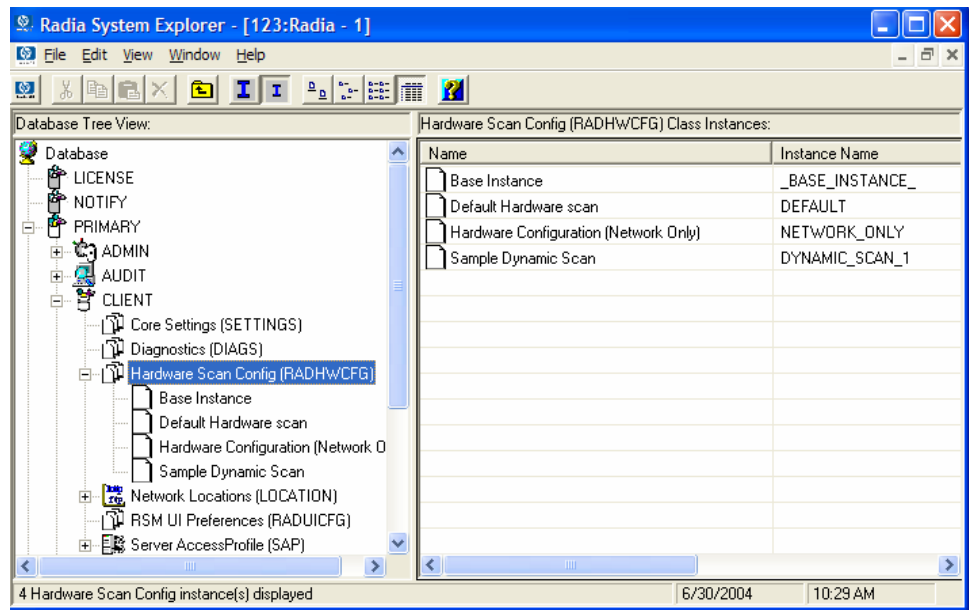 Radia System Explorer - [123:Radia - 1]
File Edit View Window Help
Database Tree View:
Hardware Scan Config (RADHWCFG) Class Instances:
Database
LICENSE
NOTIFY
PRIMARY
ADMIN
AUDIT
CLIENT
Core Settings (SETTINGS)
Diagnostics (DIAGS)
Hardware Scan Config (RADHWCFG)
Base Instance
Default Hardware scan
Hardware Configuration (Network O
Sample Dynamic Scan
Network Locations (LOCATION)
RSM UI Preferences (RADUICFG)
Server AccessProfile (SAP)
Name Instance Name
Base Instance _BASE_INSTANCE_
Default Hardware scan DEFAULT
Hardware Configuration (Network Only) NETWORK_ONLY
Sample Dynamic Scan DYNAMIC_SCAN_1
4 Hardware Scan Config instance(s) displayed 6/30/2004 10:29 AM